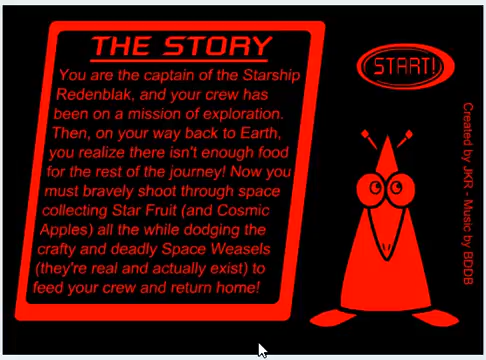 THE STORY
You are the captain of the Starship
Redenblak, and your crew has
been on a mission of exploration.
Then, on your way back to Earth,
you realize there isn't enough food
for the rest of the journey! Now you
must bravely shoot through space
collecting Star Fruit (and Cosmic
Apples) all the while dodging the
crafty and deadly Space Weasels
(they're real and actually exist) to
feed your crew and return home!
START!
Created by JKR - Music by BDDB